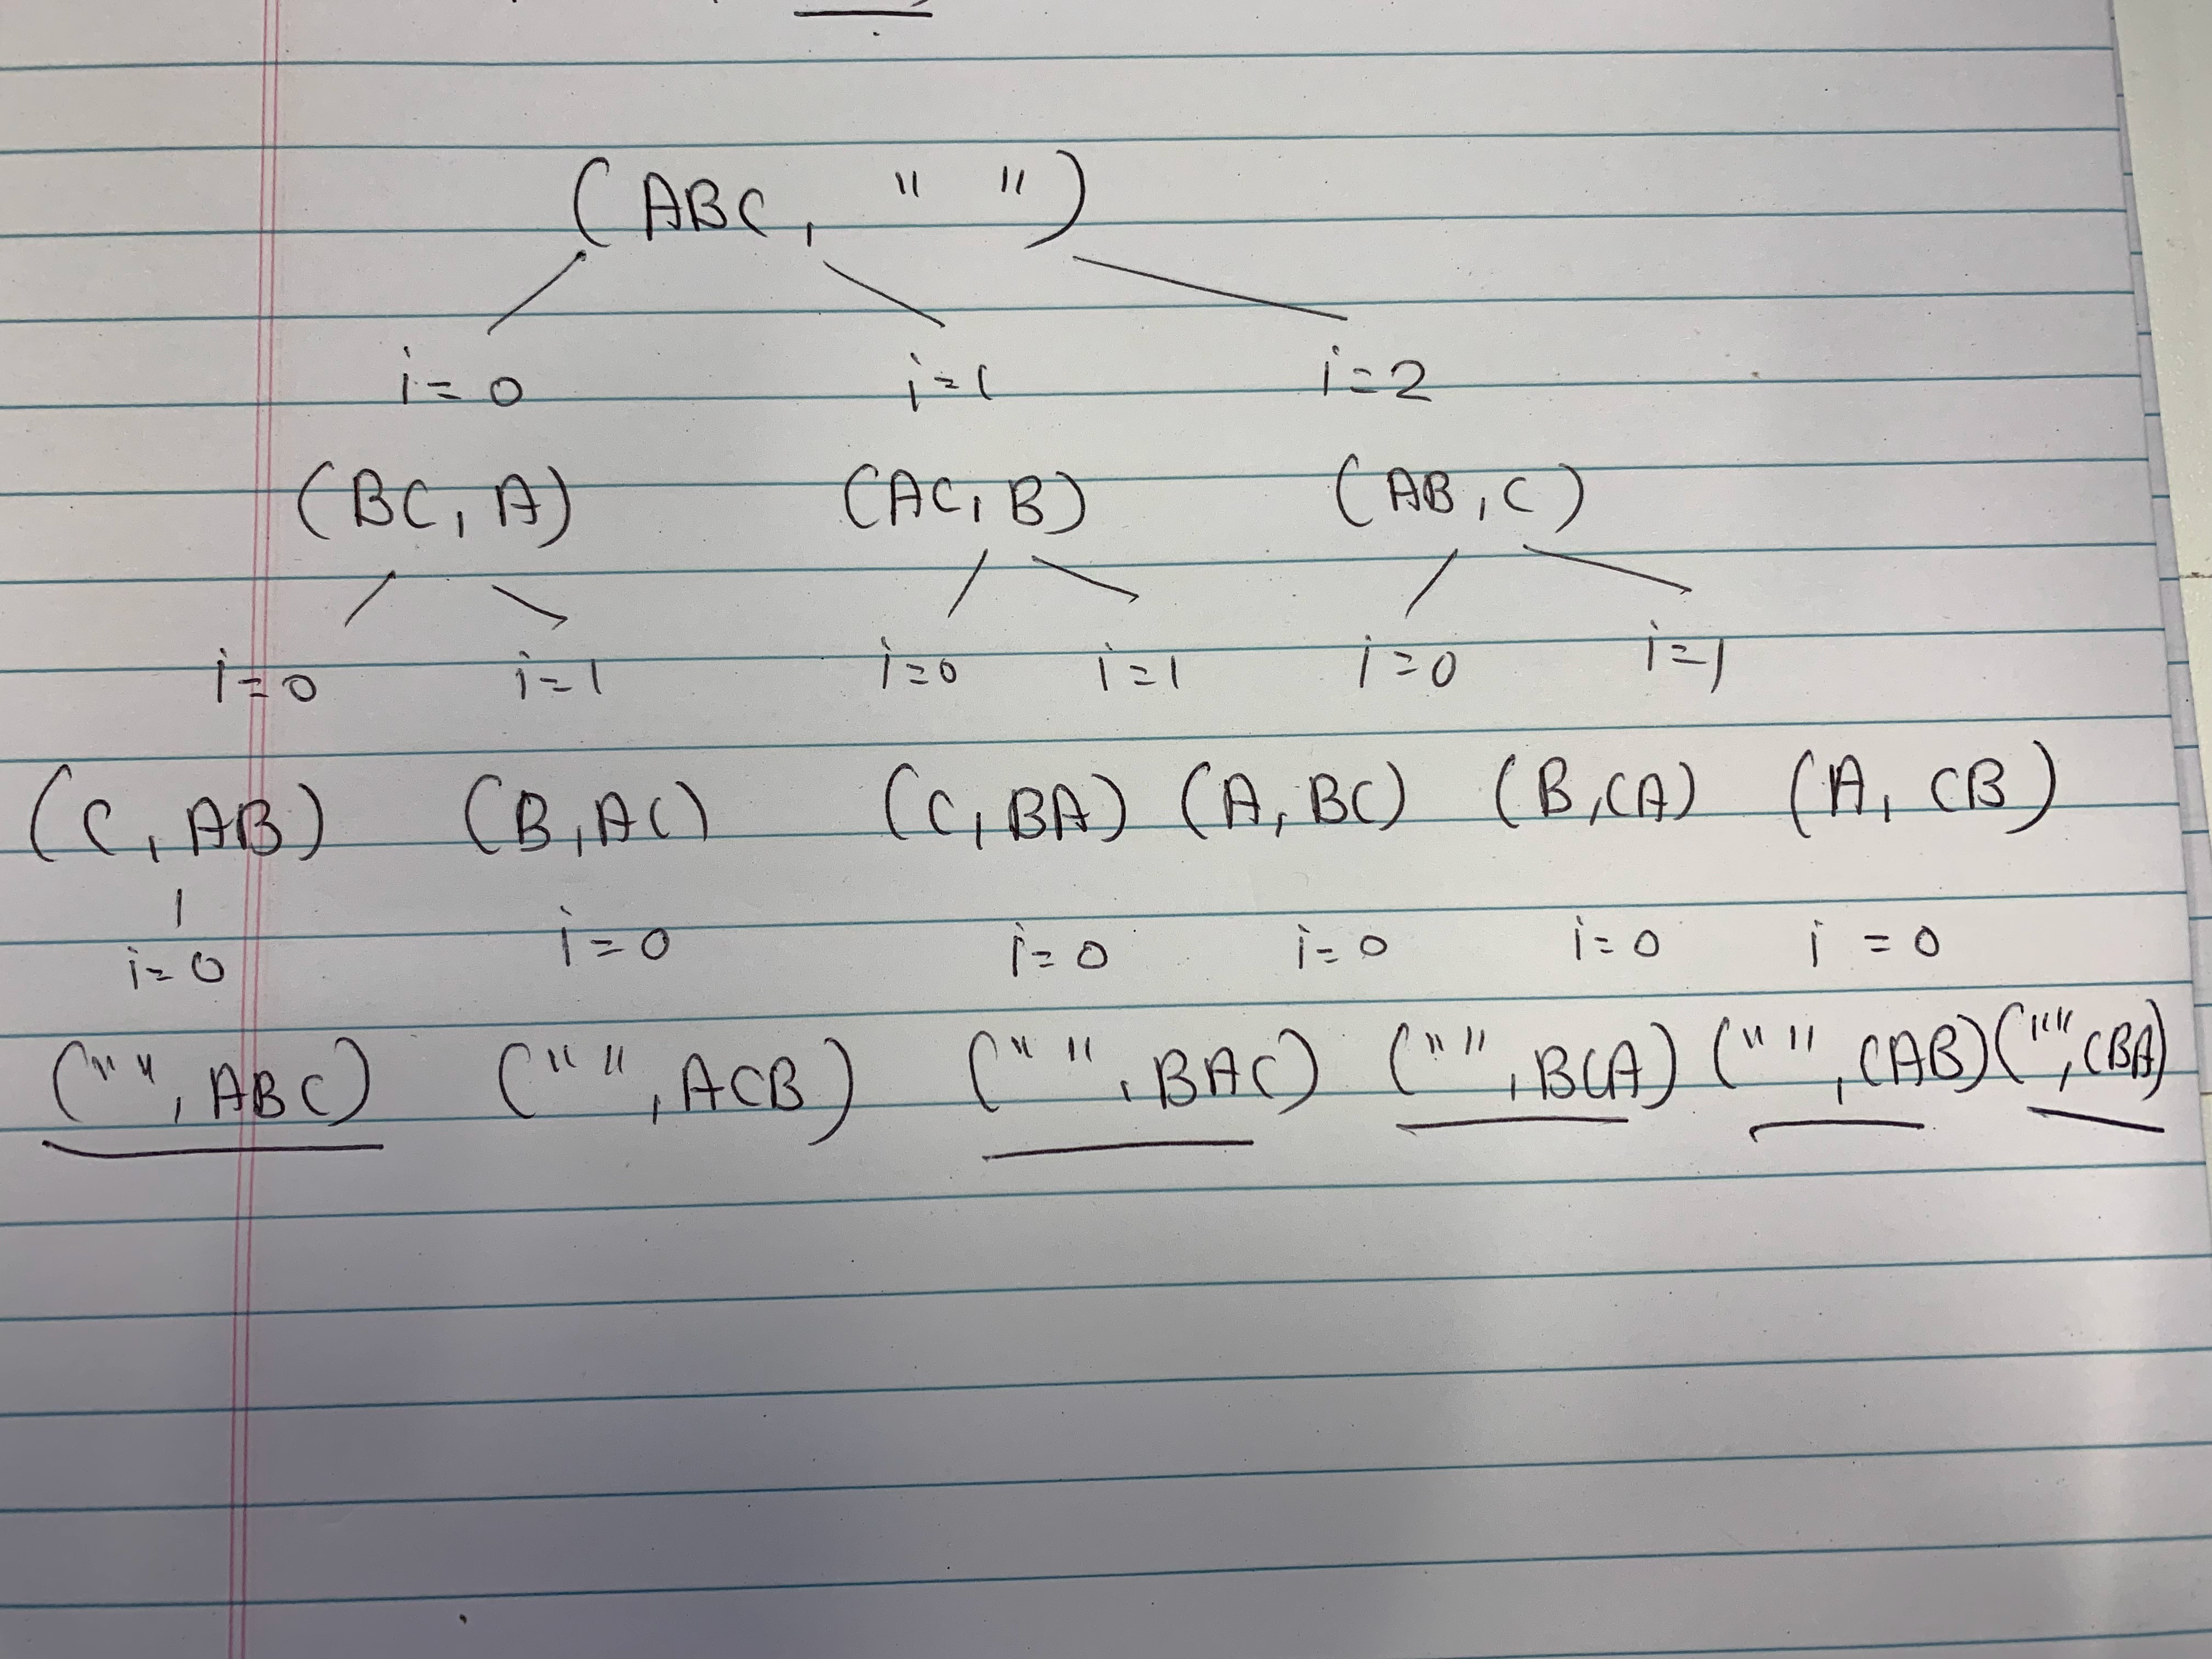 (ABC, " ")
i=0 i=1 i=2
(BC, A) (AC, B) (AB, C)
i=0 i=1 i=0 i=1 i=0 i=1
(C, AB) (B, AC) (C, BA) (A, BC) (B, CA) (A, CB)
i=0 i=0 i=0 i=0 i=0 i=0
("", ABC) (" ", ACB) (" ", BAC) (" ", BCA) (" ", CAB) ("", CBA)